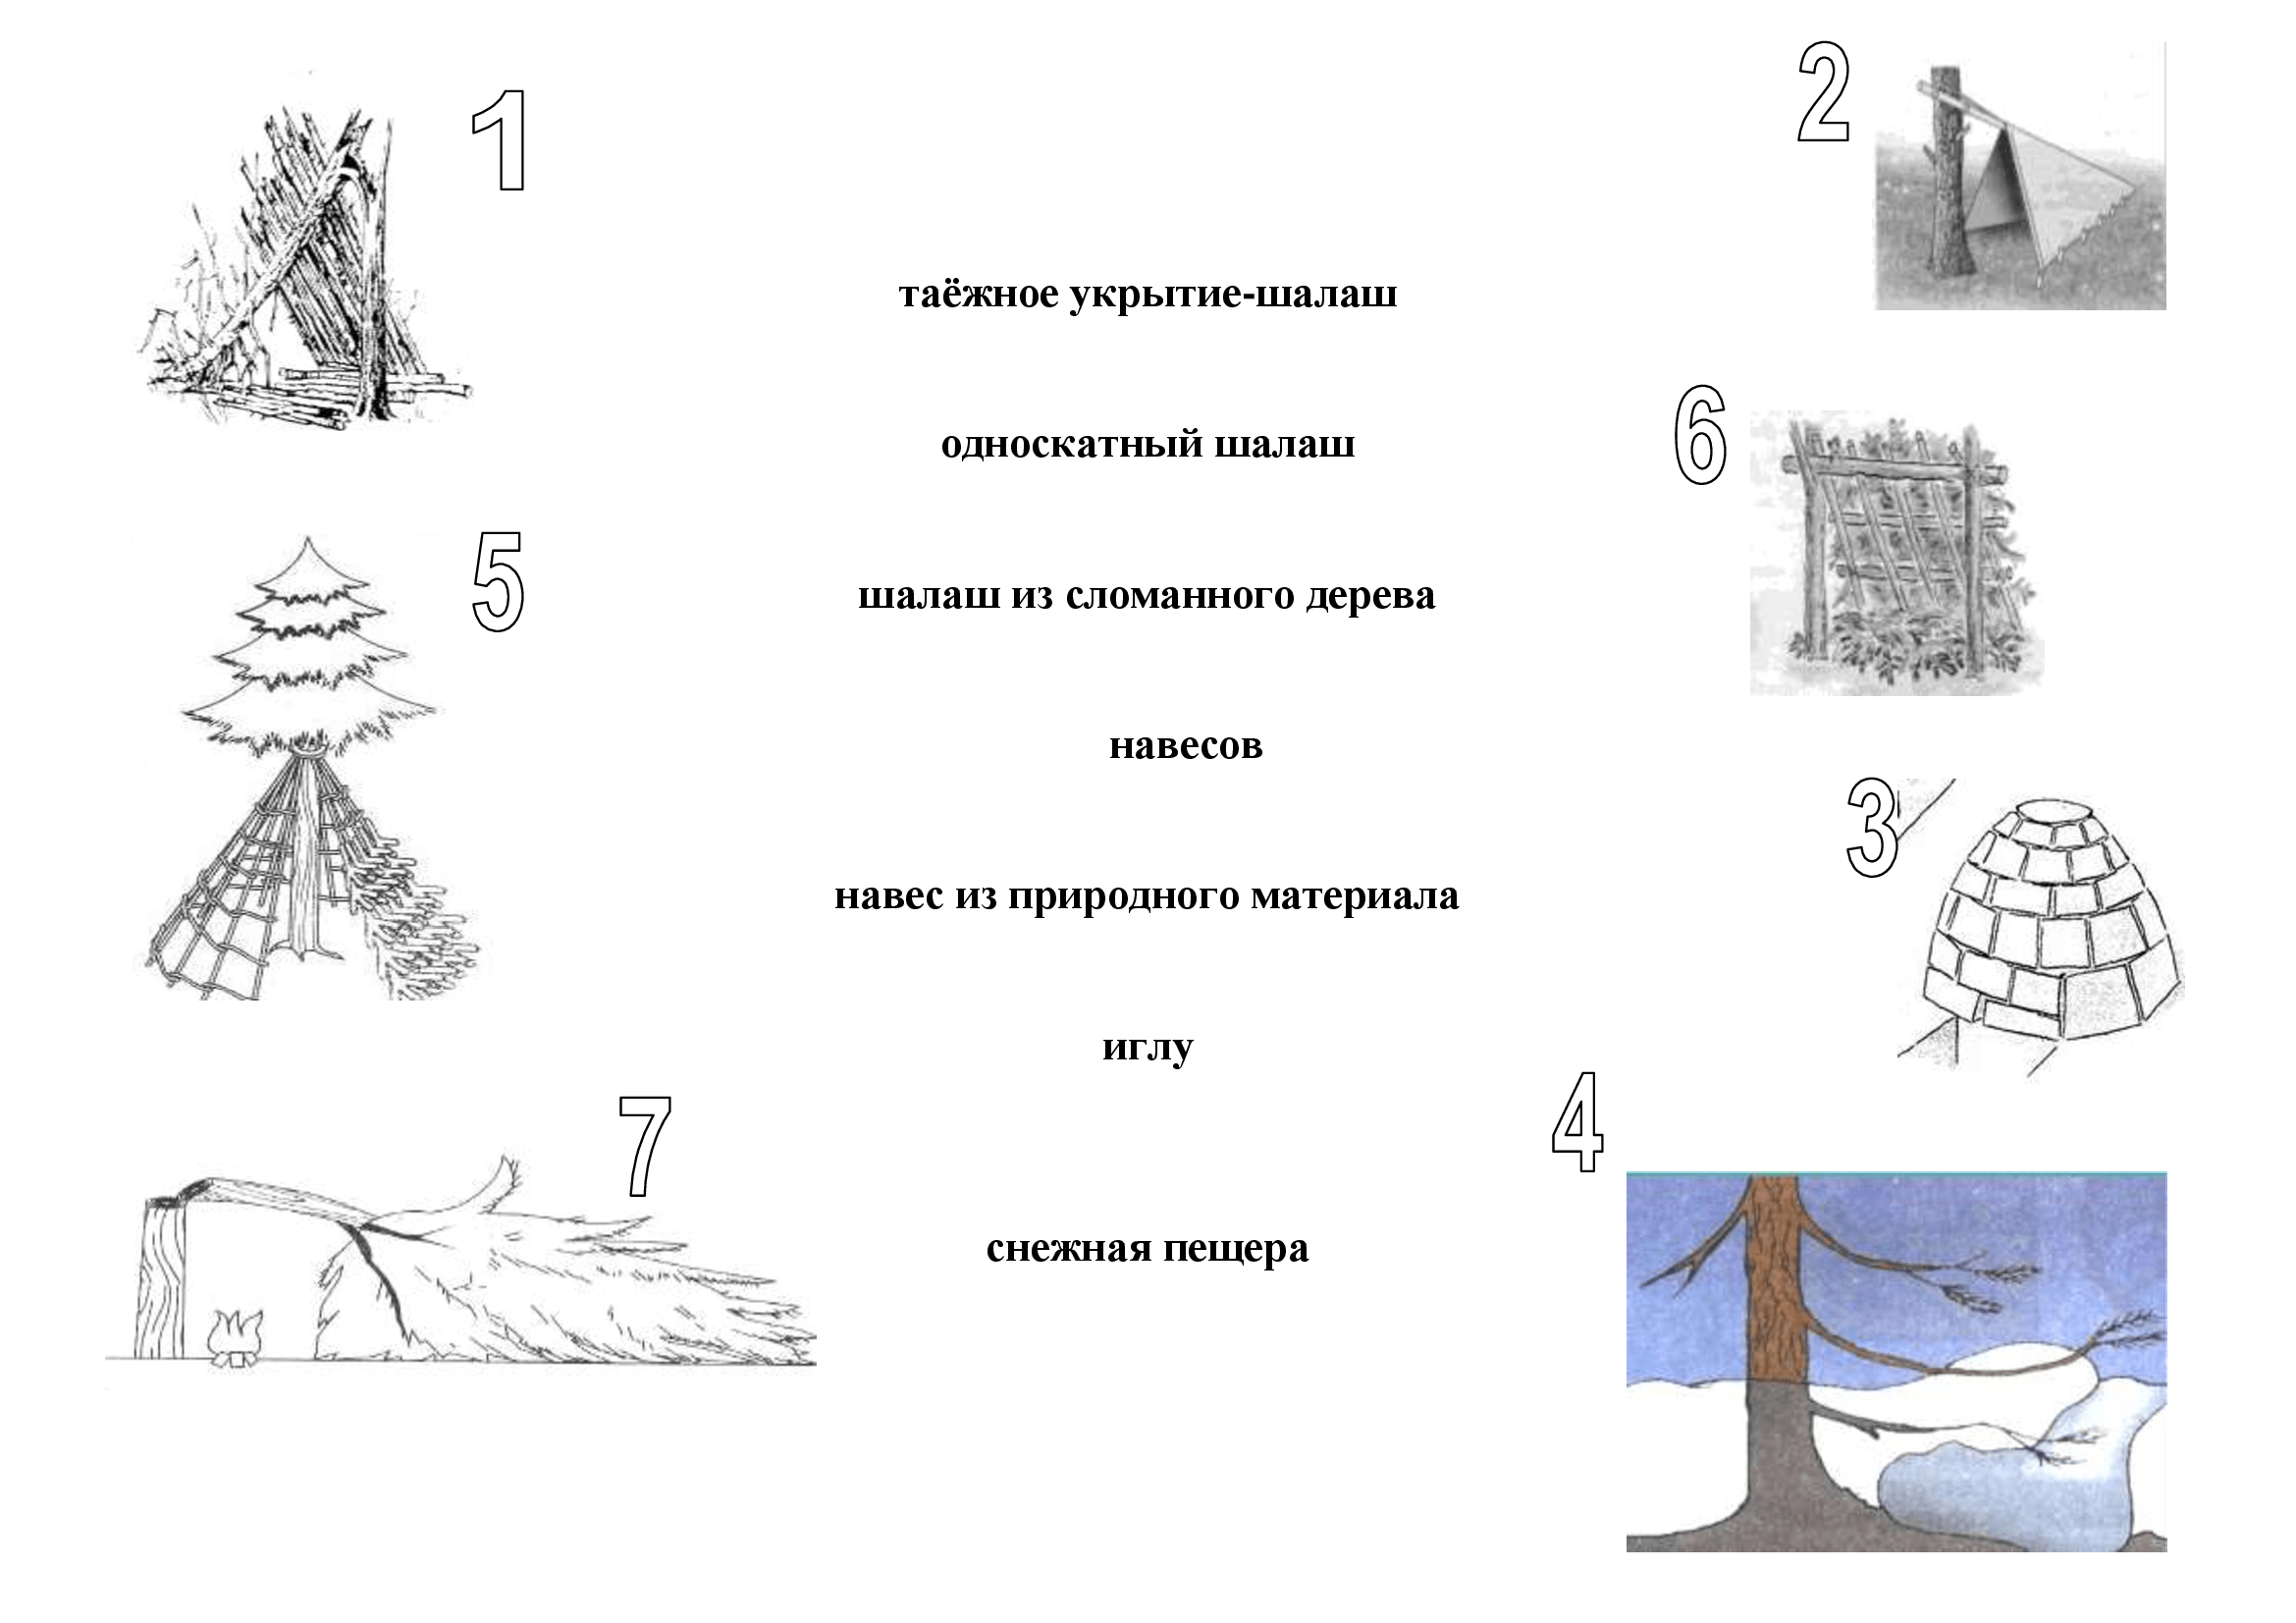 1
2
таёжное укрытие-шалаш
6
односкатный шалаш
5
шалаш из сломанного дерева
навесов
3
навес из природного материала
иглу
4
7
снежная пещера